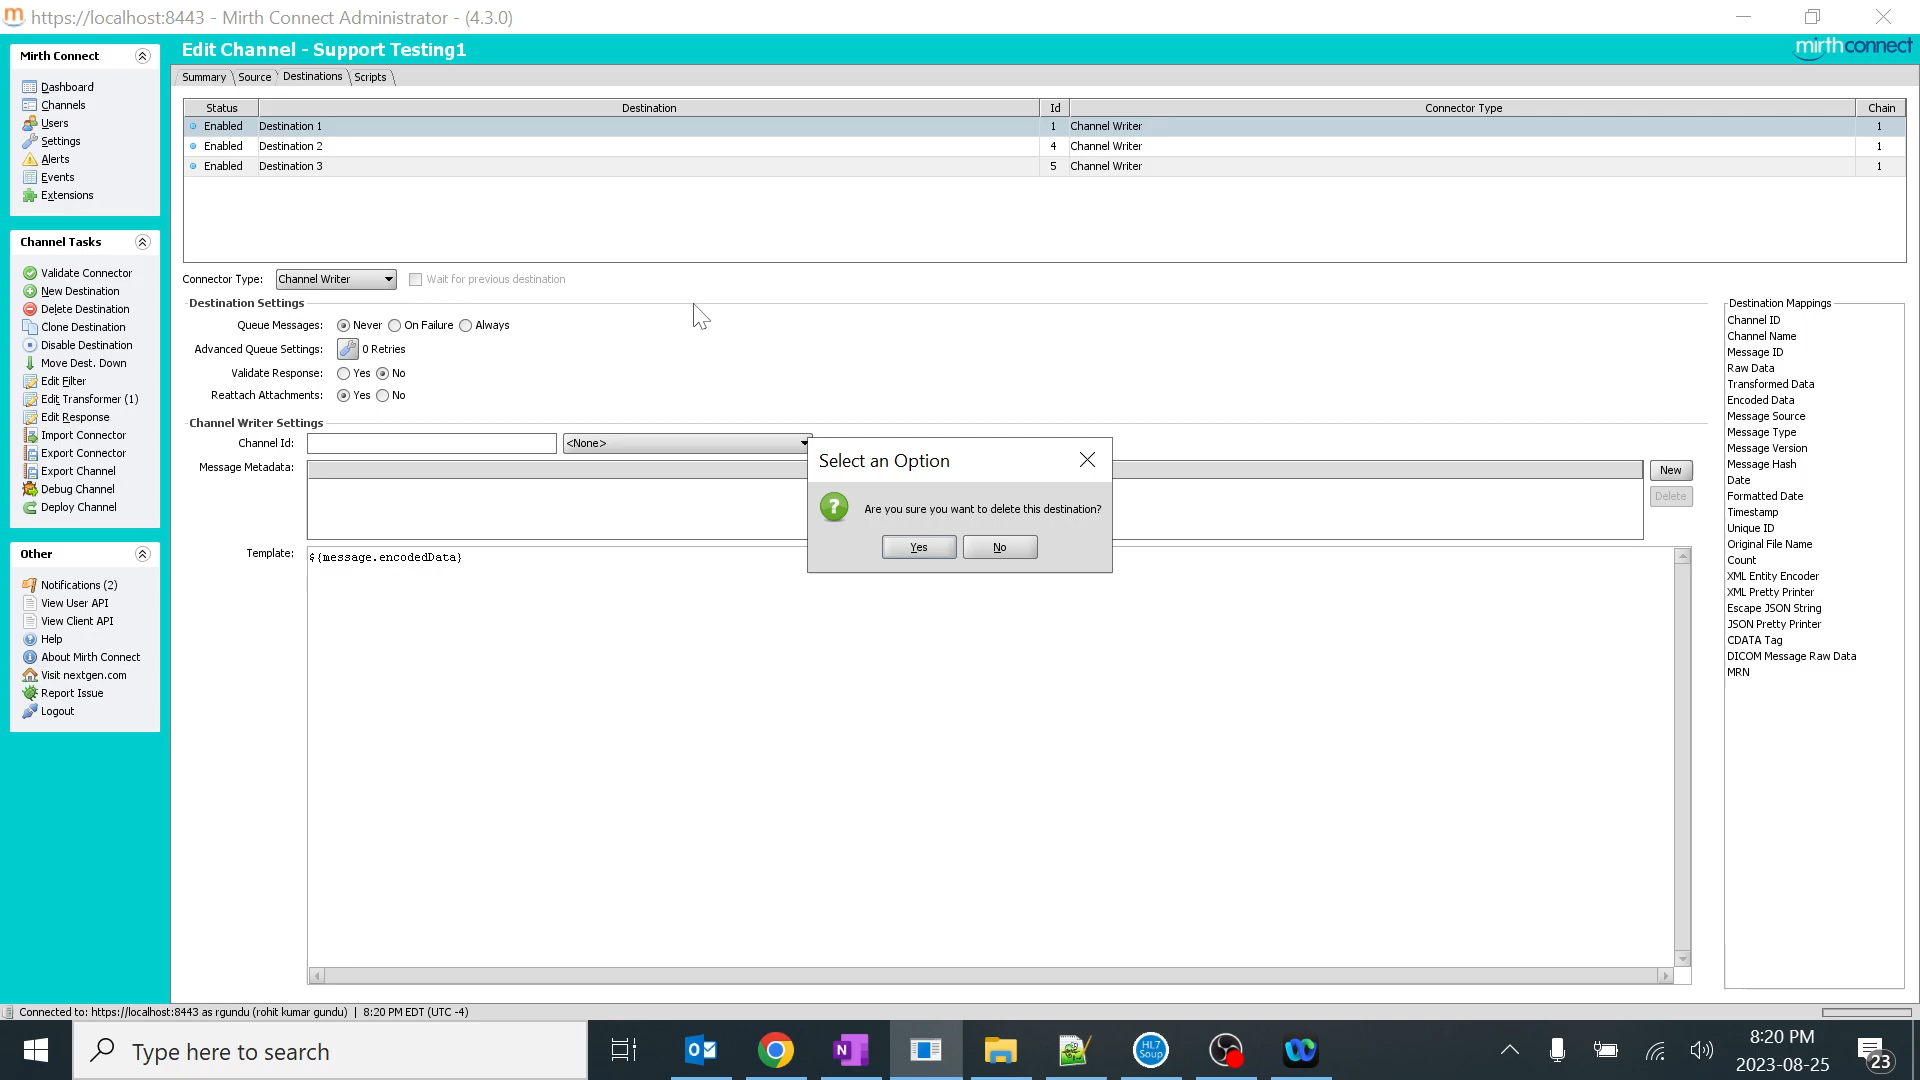 https://localhost:8443 - Mirth Connect Administrator - (4.3.0)
Mirth Connect
Dashboard
Channels
Users
Settings
Alerts
Events
Extensions
Channel Tasks
Validate Connector
New Destination
Delete Destination
Clone Destination
Disable Destination
Move Dest. Down
Edit Filter
Edit Transformer (1)
Edit Response
Import Connector
Export Connector
Export Channel
Debug Channel
Deploy Channel
Other
Notifications (2)
View User API
View Client API
Help
About Mirth Connect
Visit nextgen.com
Report Issue
Logout
Edit Channel - Support Testing1
mirthconnect
Summary Source Destinations Scripts
Status Destination Id Connector Type Chain
Enabled Destination 1 1 Channel Writer 1
Enabled Destination 2 4 Channel Writer 1
Enabled Destination 3 5 Channel Writer 1
Connector Type: Channel Writer Wait for previous destination
Destination Settings
Queue Messages: Never On Failure Always
Advanced Queue Settings: 0 Retries
Validate Response: Yes No
Reattach Attachments: Yes No
Channel Writer Settings
Channel Id: <None>
Message Metadata:
New
Delete
Template: ${message.encodedData}
Select an Option
Are you sure you want to delete this destination?
Yes No
Destination Mappings
Channel ID
Channel Name
Message ID
Raw Data
Transformed Data
Encoded Data
Message Source
Message Type
Message Version
Message Hash
Date
Formatted Date
Timestamp
Unique ID
Original File Name
Count
XML Entity Encoder
XML Pretty Printer
Escape JSON String
JSON Pretty Printer
CDATA Tag
DICOM Message Raw Data
MRN
Connected to: https://localhost:8443 as rgundu (rohit kumar gundu) | 8:20 PM EDT (UTC -4)
Type here to search
HL7
Soup
8:20 PM
2023-08-25
23